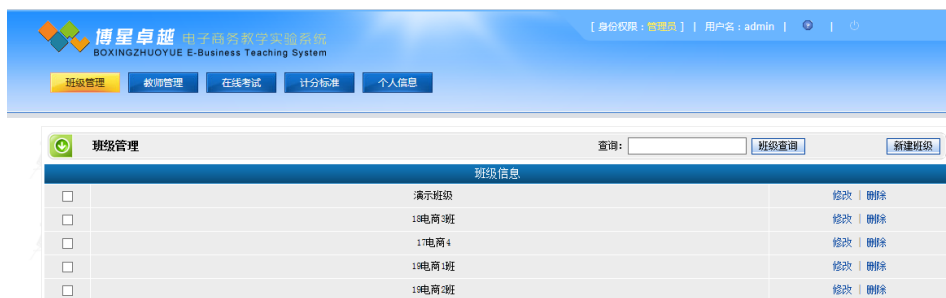 博星卓越 电子商务教学实验系统
BOXINGZHUOYUE E-Business Teaching System
[ 身份权限：管理员 ] | 用户名：admin | |
班级管理 教师管理 在线考试 计分标准 个人信息
班级管理 查询： 班级查询 新建班级
班级信息
演示班级 修改 | 删除
18电商3班 修改 | 删除
17电商4 修改 | 删除
19电商1班 修改 | 删除
19电商2班 修改 | 删除